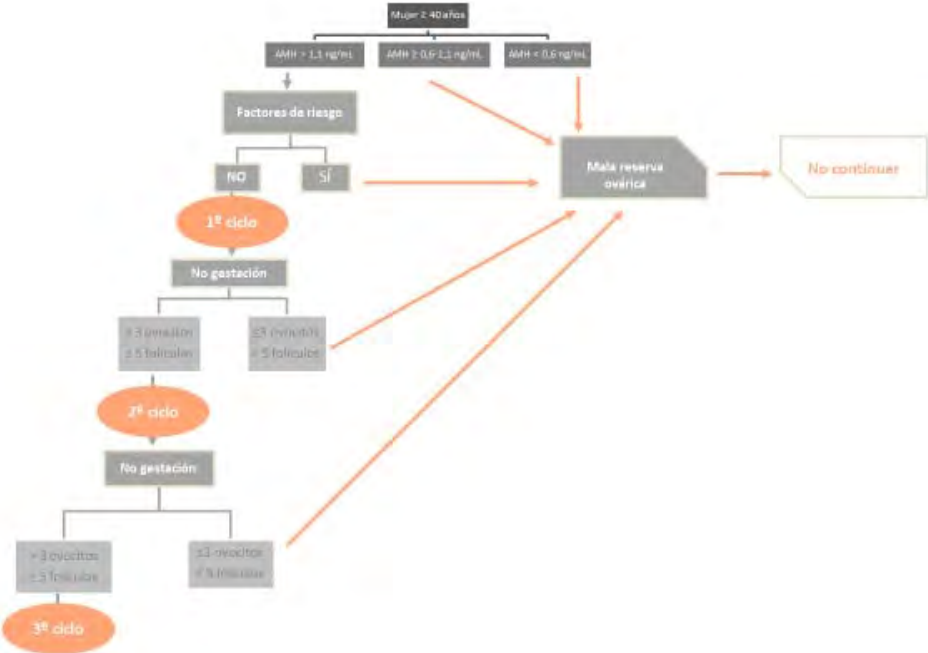 Mujer ≥ 40 años
AMH > 1,1 ng/mL
AMH ≥ 0,6-1,1 ng/mL
AMH < 0,6 ng/mL
Factores de riesgo
NO
SÍ
Mala reserva
ovárica
No continuar
1º ciclo
No gestación
3 ovocitos
5 folículos
≤3 ovocitos
5 folículos
2º ciclo
No gestación
> 3 ovocitos
≥ 5 folículos
≤3 ovocitos
< 5 folículos
3º ciclo